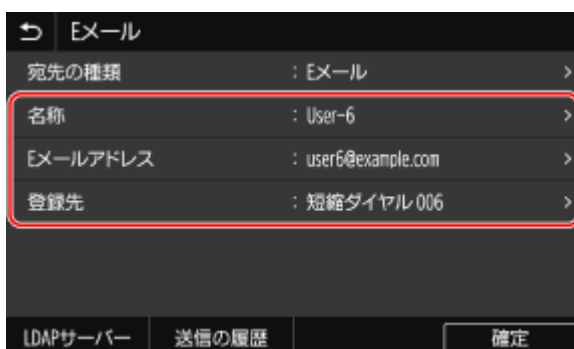 Eメール
宛先の種類 : Eメール
名称 : User-6
Eメールアドレス : user6@example.com
登録先 : 短縮ダイヤル 006
LDAPサーバー 送信の履歴 確定